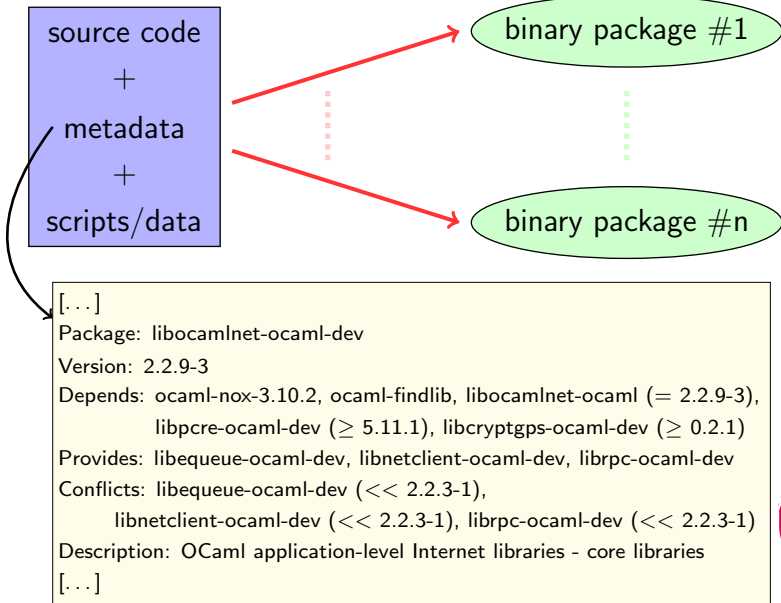 source code
+
metadata
+
scripts/data
binary package #1
binary package #n
[...]
Package: libocamlnet-ocaml-dev
Version: 2.2.9-3
Depends: ocaml-nox-3.10.2, ocaml-findlib, libocamlnet-ocaml (= 2.2.9-3),
libpcre-ocaml-dev (≥ 5.11.1), libcryptgps-ocaml-dev (≥ 0.2.1)
Provides: libequeue-ocaml-dev, libnetclient-ocaml-dev, librpc-ocaml-dev
Conflicts: libequeue-ocaml-dev (<< 2.2.3-1),
libnetclient-ocaml-dev (<< 2.2.3-1), librpc-ocaml-dev (<< 2.2.3-1)
Description: OCaml application-level Internet libraries - core libraries
[...]